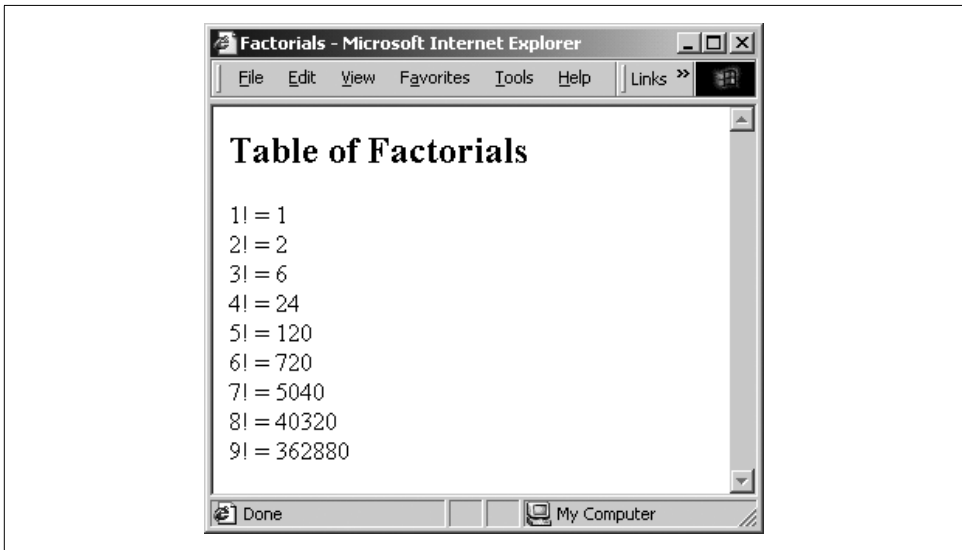 Factorials - Microsoft Internet Explorer
File Edit View Favorites Tools Help Links »
Table of Factorials
1! = 1
2! = 2
3! = 6
4! = 24
5! = 120
6! = 720
7! = 5040
8! = 40320
9! = 362880
Done My Computer